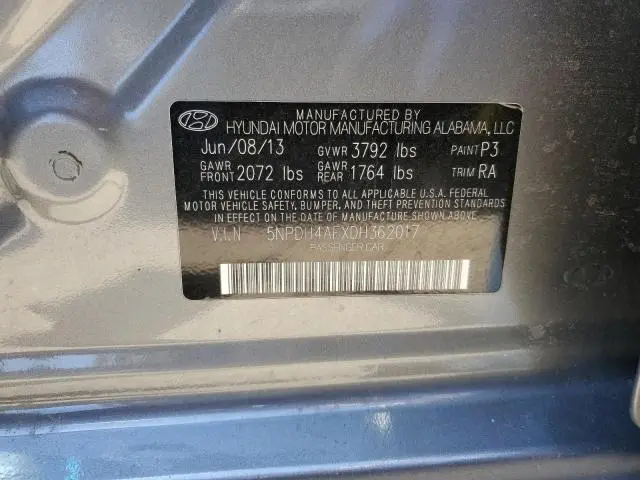 MANUFACTURED BY
HYUNDAI MOTOR MANUFACTURING ALABAMA, LLC
Jun/08/13 GVWR 3792 lbs PAINT P3
GAWR FRONT 2072 lbs GAWR REAR 1764 lbs TRIM RA
THIS VEHICLE CONFORMS TO ALL APPLICABLE U.S.A. FEDERAL
MOTOR VEHICLE SAFETY, BUMPER, AND THEFT PREVENTION STANDARDS
IN EFFECT ON THE DATE OF MANUFACTURE SHOWN ABOVE.
V.I.N 5NPDH4AEXDH362017
PASSENGER CAR